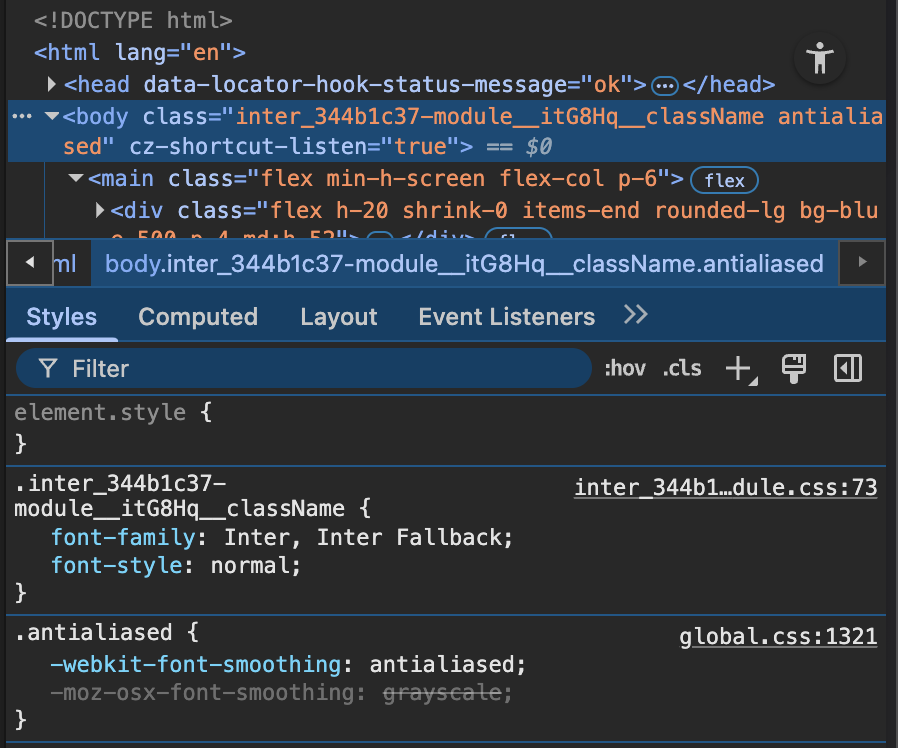 <!DOCTYPE html>
<html lang="en">
<head data-locator-hook-status-message="ok"> </head>
<body class="inter_344b1c37-module__itG8Hq__className antialia
sed" cz-shortcut-listen="true"> == $0
<main class="flex min-h-screen flex-col p-6"> flex
<div class="flex h-20 shrink-0 items-end rounded-lg bg-blu
e-500 p-4 md:h-52"> </div> flex
ml body.inter_344b1c37-module__itG8Hq__className.antialiased
Styles Computed Layout Event Listeners
Filter :hov .cls
element.style {
}
.inter_344b1c37- inter_344b1…dule.css:73
module__itG8Hq__className {
font-family: Inter, Inter Fallback;
font-style: normal;
}
.antialiased { global.css:1321
-webkit-font-smoothing: antialiased;
-moz-osx-font-smoothing: grayscale;
}